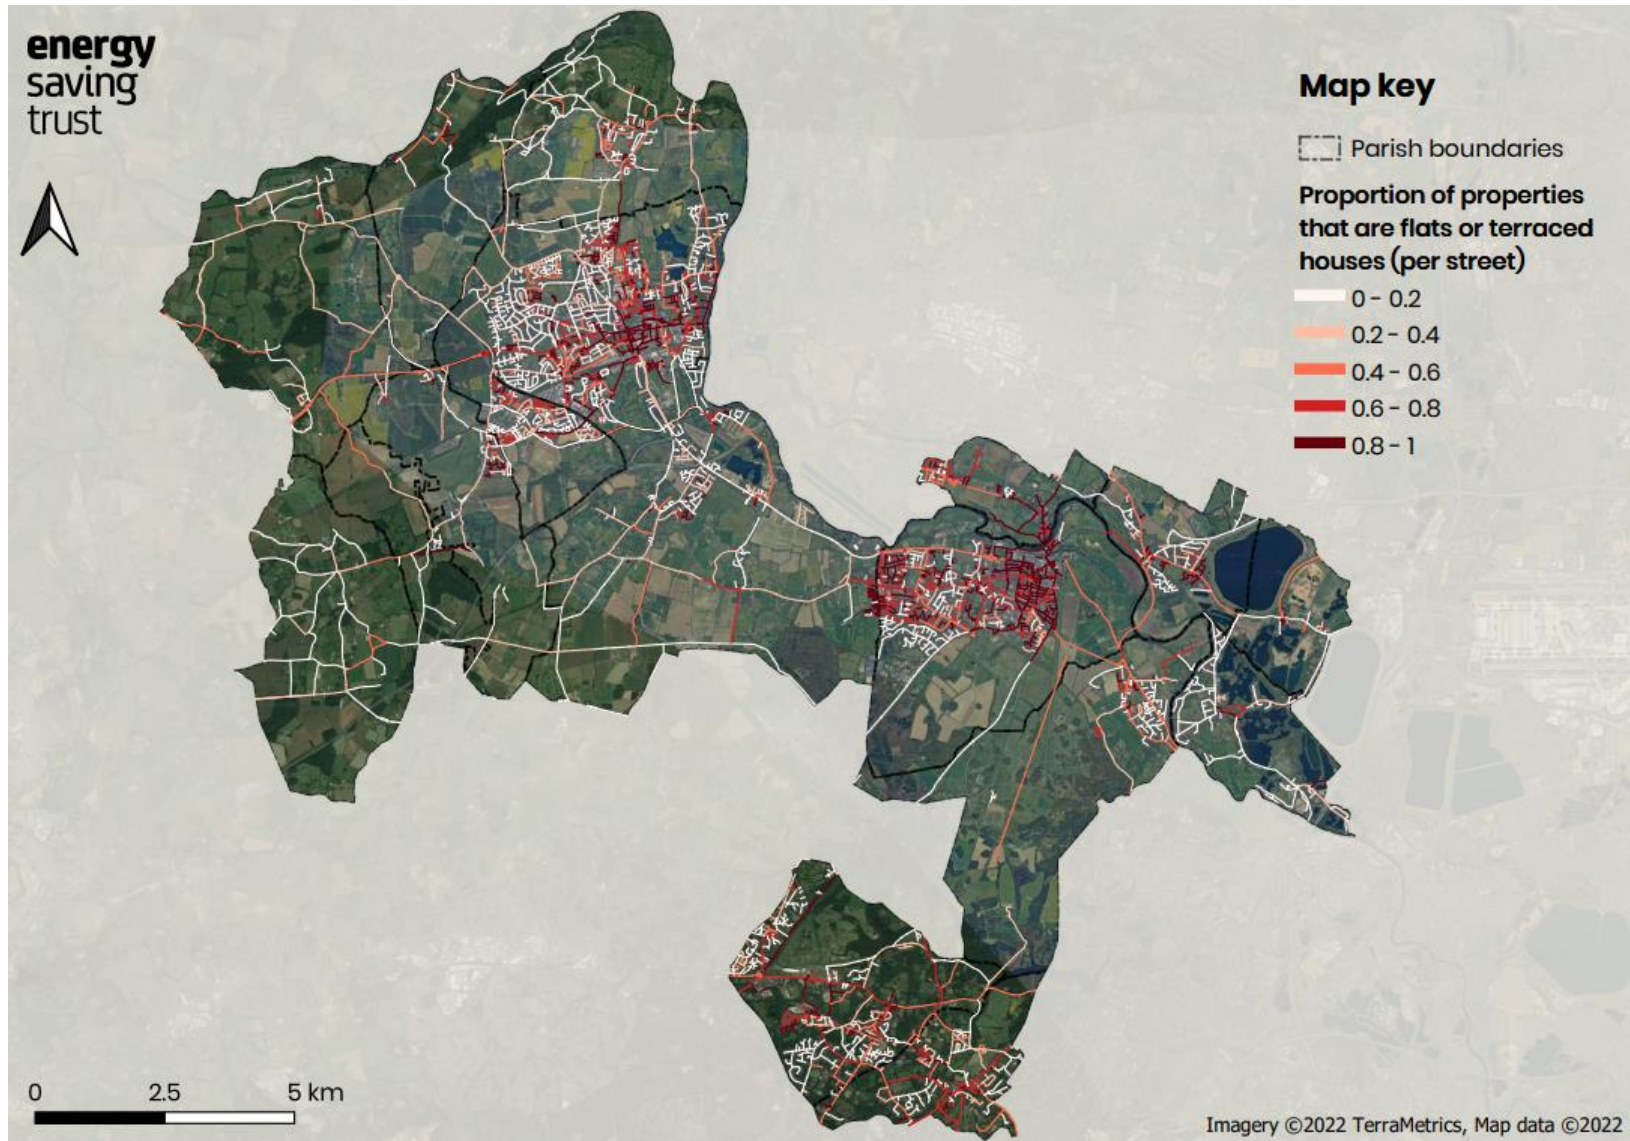 energy
saving
trust
Map key
Parish boundaries
Proportion of properties
that are flats or terraced
houses (per street)
0 - 0.2
0.2 - 0.4
0.4 - 0.6
0.6 - 0.8
0.8 - 1
0 2.5 5 km
Imagery ©2022 TerraMetrics, Map data ©2022